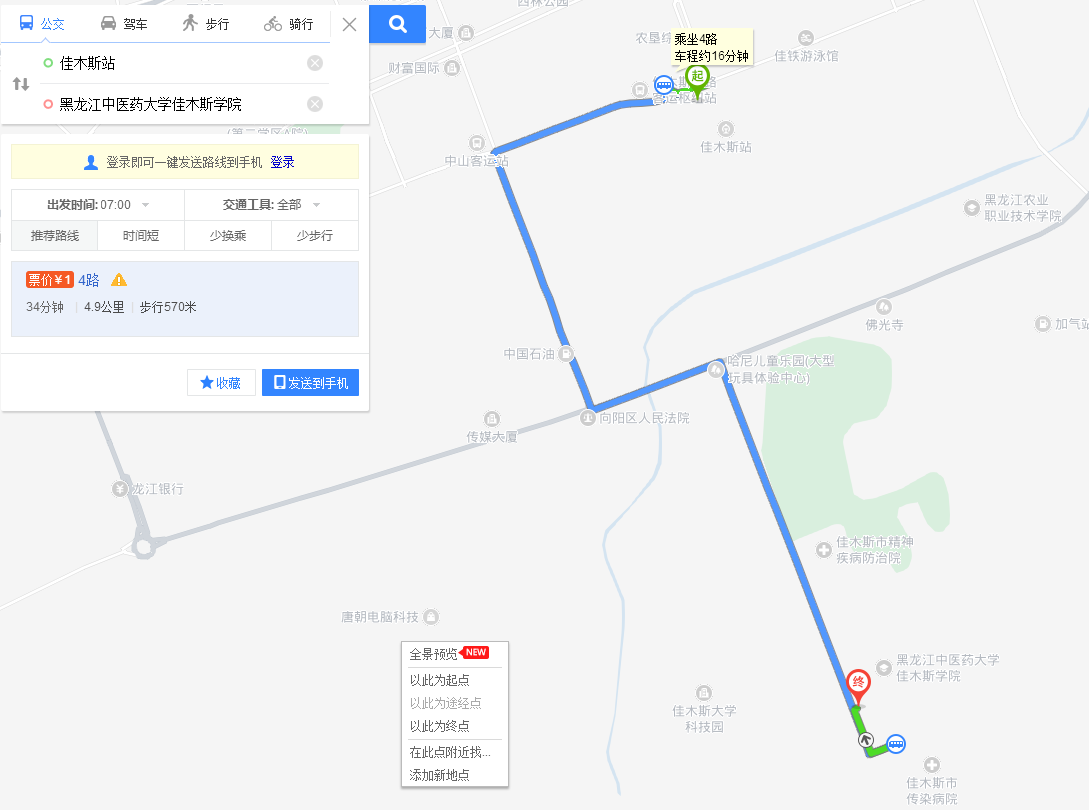 公交
驾车
步行
骑行
佳木斯站
黑龙江中医药大学佳木斯学院
登录即可一键发送路线到手机 登录
出发时间:07:00
交通工具:全部
推荐路线
时间短
少换乘
少步行
票价¥1 4路
34分钟 | 4.9公里 | 步行570米
收藏
发送到手机
大厦
财富国际
乘坐4路
车程约16分钟
起
佳铁游泳馆
佳木斯站
中山客运站
黑龙江农业
职业技术学院
佛光寺
加气站
中国石油
哈尼儿童乐园(大型
玩具体验中心)
向阳区人民法院
传媒大厦
龙江银行
佳木斯市精神
疾病防治院
唐朝电脑科技
全景预览 NEW
以此为起点
以此为途经点
以此为终点
在此点附近找...
添加新地点
黑龙江中医药大学
佳木斯学院
终
佳木斯大学
科技园
佳木斯市
传染病院